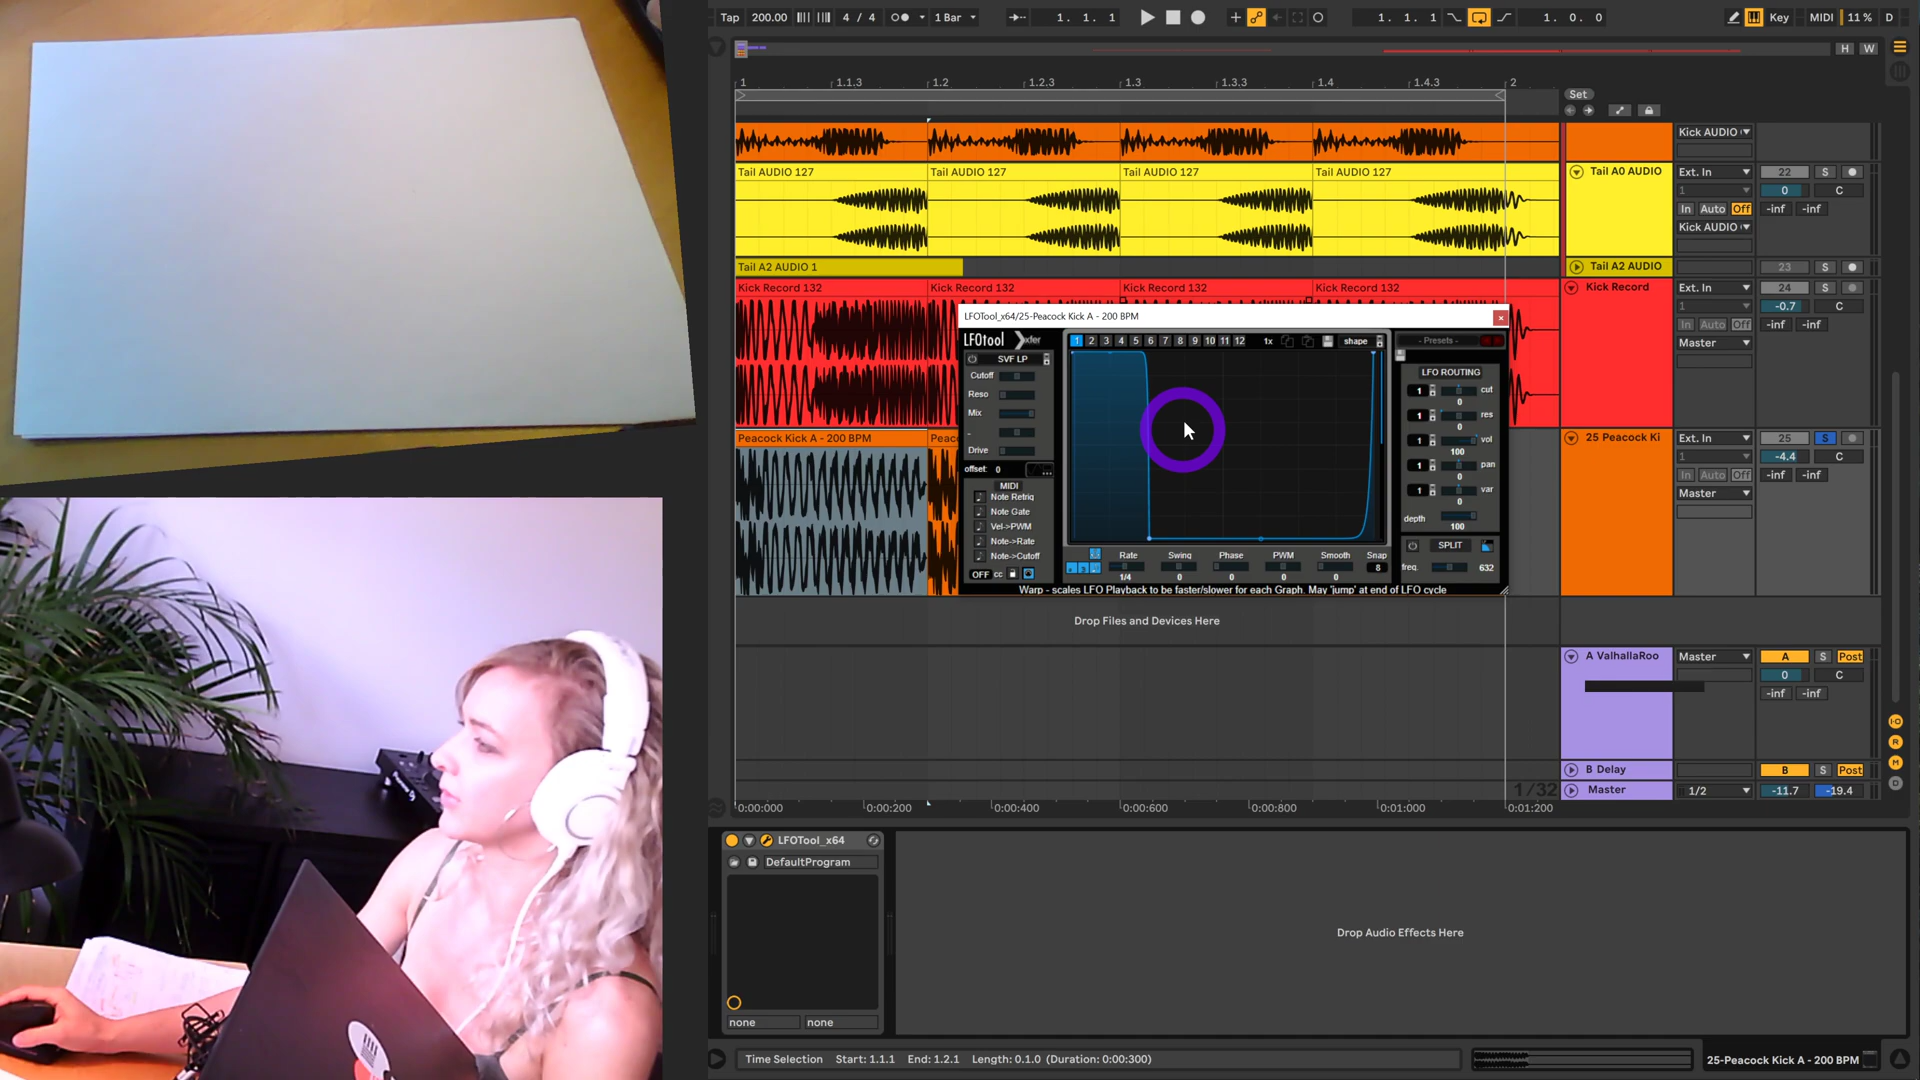 Tap 200.00 4 / 4 1 Bar 1. 1. 1 1. 1. 1 1. 0. 0 Key MIDI 11 % D
H W
1 1.1.3 1.2 1.2.3 1.3 1.3.3 1.4 1.4.3 2
Set
Kick AUDIO
Tail AUDIO 127 Tail AUDIO 127 Tail AUDIO 127 Tail AUDIO 127 Tail A0 AUDIO Ext. In 22 S
1 0 C
In Auto Off -inf -inf
Kick AUDIO
Tail A2 AUDIO 1 Tail A2 AUDIO 23 S
Kick Record 132 Kick Record 132 Kick Record 132 Kick Record 132 Kick Record Ext. In 24 S
1 -0.7 C
In Auto Off -inf -inf
Master
LFOTool_x64/25-Peacock Kick A - 200 BPM
LFOtool xfer 1 2 3 4 5 6 7 8 9 10 11 12 1x shape - Presets -
SVF LP
LFO ROUTING
Cutoff 1 cut
0
Reso
Mix 1 res
0
- 1 vol
100
Drive
1 pan
0
offset: 0
MIDI
1 var
0
Note Retrig
Note Gate
Vel->PWM
depth
100
Note->Rate
Note->Cutoff
SPLIT
Rate Swing Phase PWM Smooth Snap
OFF cc
1/4 0 0 0 0 8
freq. 632
Warp - scales LFO Playback to be faster/slower for each Graph. May 'jump' at end of LFO cycle
Peacock Kick A - 200 BPM Peac 25 Peacock Ki Ext. In 25 S
1 -4.4 C
In Auto Off -inf -inf
Master
Drop Files and Devices Here
A ValhallaRoo Master A S Post
0 C
-inf -inf
I-O
R
M
D
B Delay B S Post
1/32 Master 1/2 -11.7 -19.4
0:00:000 0:00:200 0:00:400 0:00:600 0:00:800 0:01:000 0:01:200
LFOTool_x64
DefaultProgram
none none
Drop Audio Effects Here
Time Selection Start: 1.1.1 End: 1.2.1 Length: 0.1.0 (Duration: 0:00:300)
25-Peacock Kick A - 200 BPM